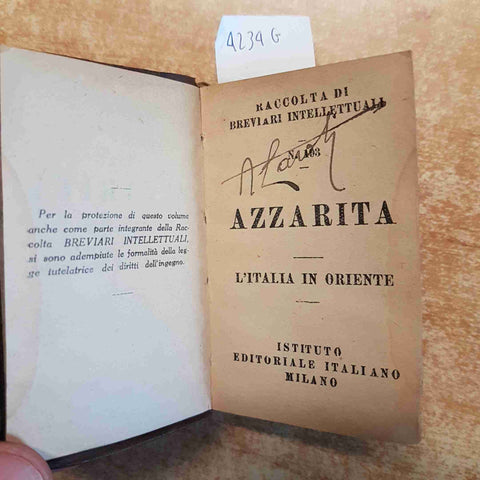 4234 G
Per la protezione di questo volume
anche come parte integrante della Rac-
colta BREVIARI INTELLETTUALI,
si sono adempiute le formalità della leg-
ge tutelatrice dei diritti dell'ingegno.
RACCOLTA DI
BREVIARI INTELLETTUALI
AZZARITA
L'ITALIA IN ORIENTE
ISTITUTO
EDITORIALE ITALIANO
MILANO